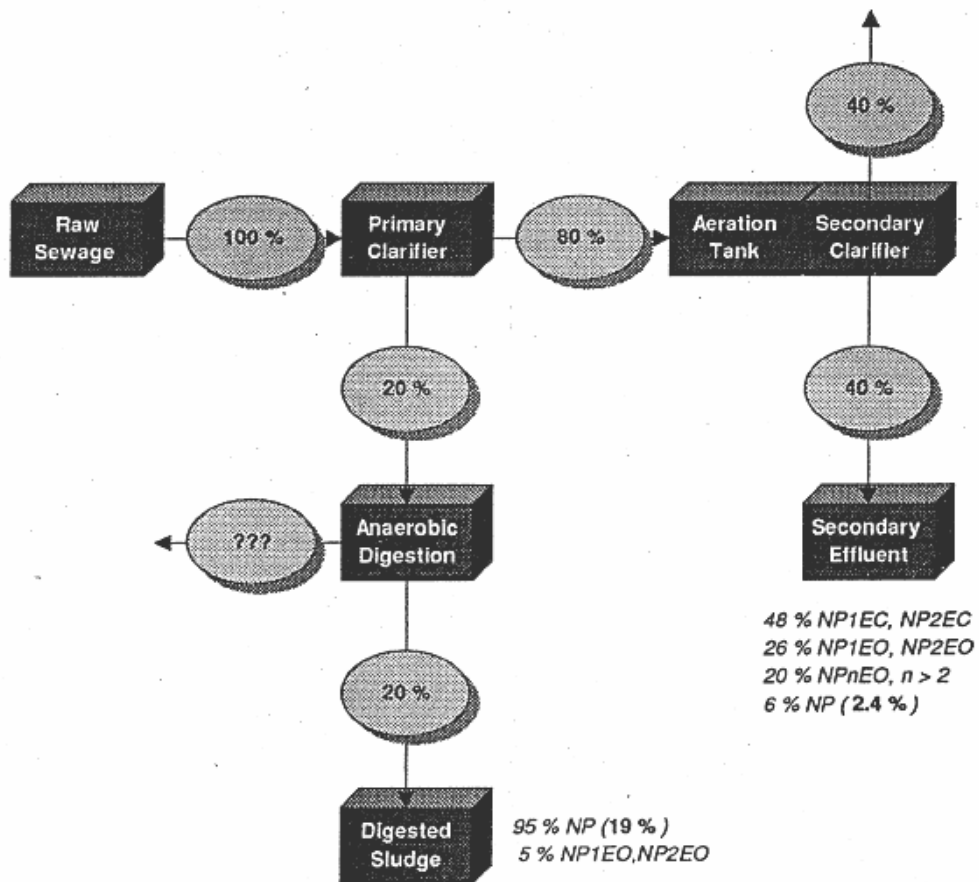 40 %
Raw
Sewage
100 %
Primary
Clarifier
80 %
Aeration
Tank
Secondary
Clarifier
20 %
40 %
???
Anaerobic
Digestion
Secondary
Effluent
48 % NP1EC, NP2EC
26 % NP1EO, NP2EO
20 % NPnEO, n > 2
6 % NP ( 2.4 % )
20 %
Digested
Sludge
95 % NP (19 % )
5 % NP1EO,NP2EO